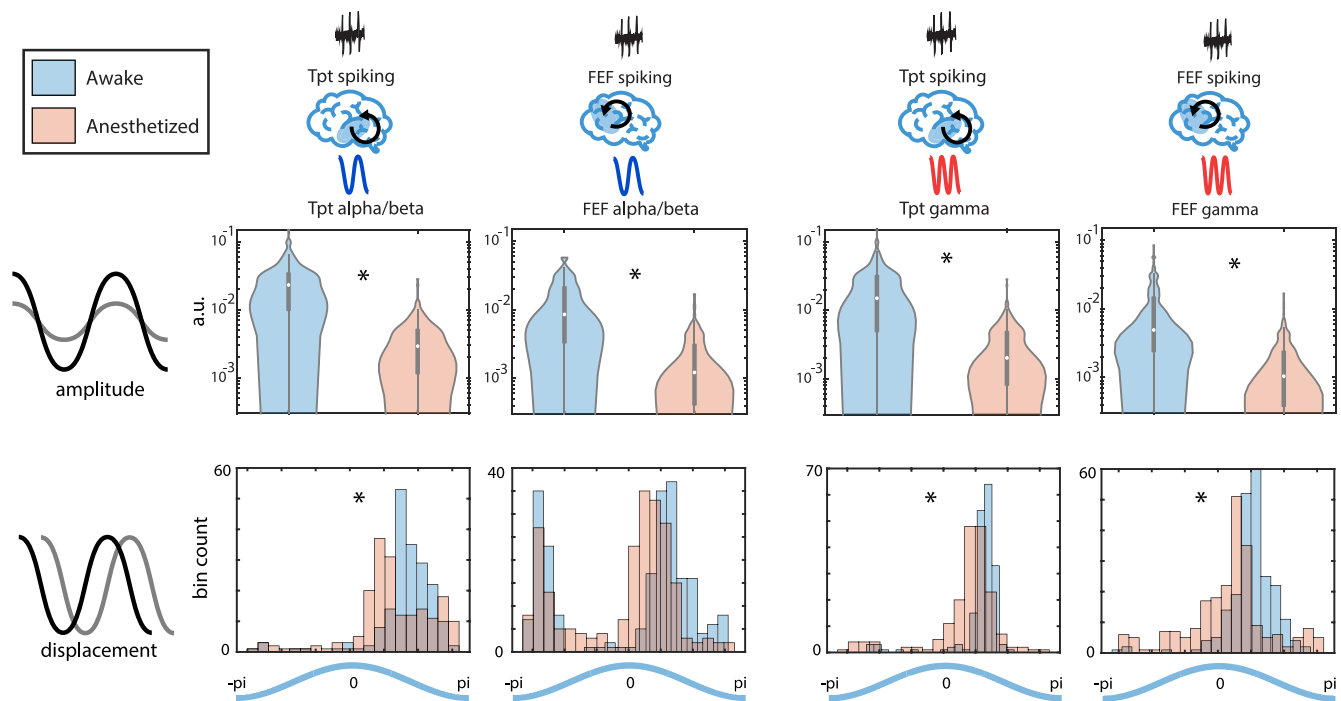 Awake
Anesthetized
Tpt spiking
FEF spiking
Tpt spiking
FEF spiking
Tpt alpha/beta
FEF alpha/beta
Tpt gamma
FEF gamma
amplitude
a.u.
10-1
10-2
10-3
*
10-1
10-2
10-3
*
10-1
10-2
10-3
*
10-1
10-2
10-3
*
displacement
bin count
60
0
*
40
0
70
0
*
60
0
*
-pi 0 pi
-pi 0 pi
-pi 0 pi
-pi 0 pi